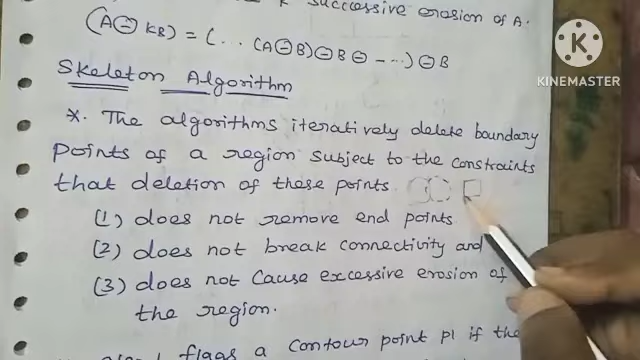 K successive erosion of A.
(A ⊖ KB) = (.. (A ⊖ B) ⊖ B ⊖ - ...) ⊖ B
KINEMASTER
Skeleton Algorithm
*. The algorithms iteratively delete boundary
points of a region subject to the constraints
that deletion of these points
(1) does not remove end points
(2) does not break connectivity and
(3) does not cause excessive erosion of
the region.
flags a contour point p1 if the